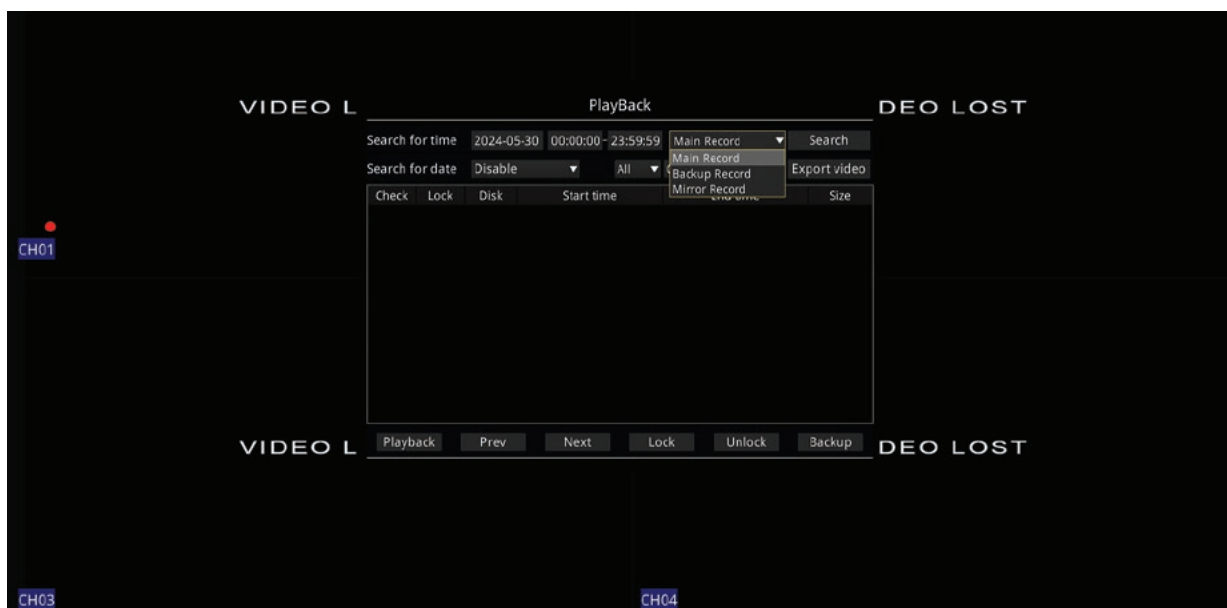 PlayBack
VIDEO L
DEO LOST
Search for time 2024-05-30 00:00:00 - 23:59:59 Main Record Search
Main Record
Search for date Disable All Export video
Backup Record
Mirror Record
Check Lock Disk Start time Size
CH01
VIDEO L
Playback Prev Next Lock Unlock Backup
DEO LOST
CH03
CH04